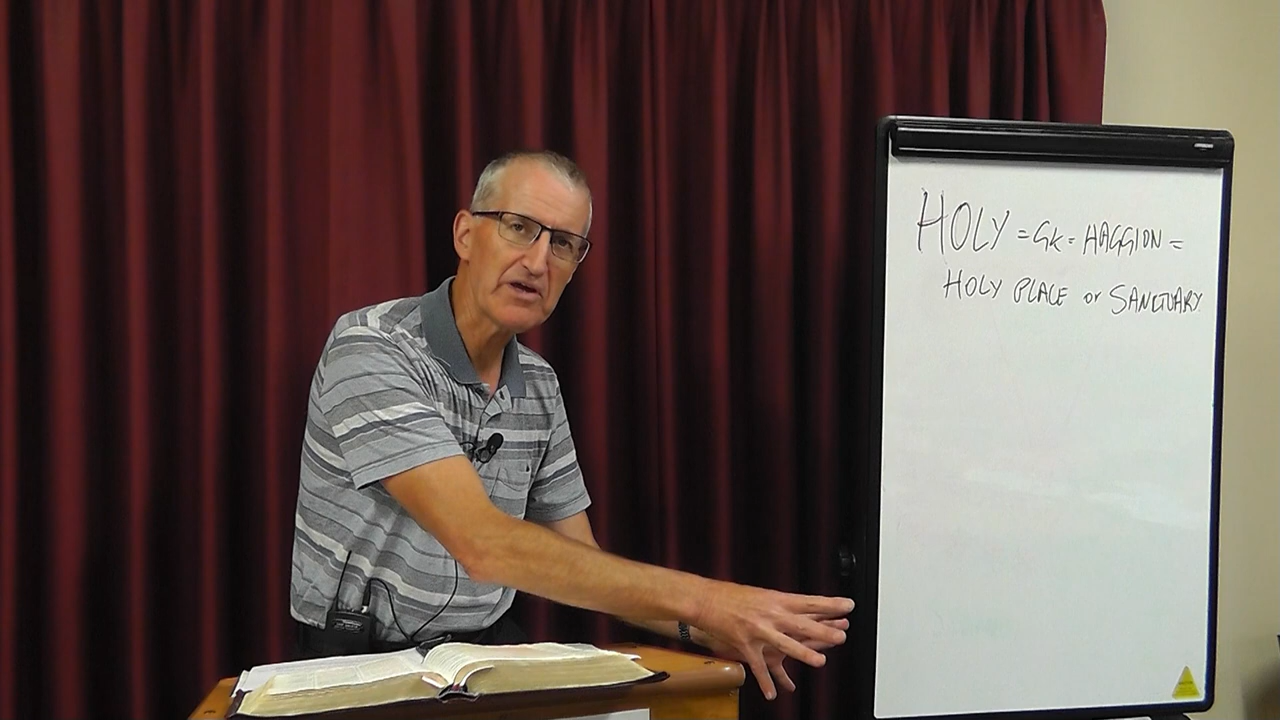 HOLY = GK = HAGGION =
HOLY PLACE or SANCTUARY